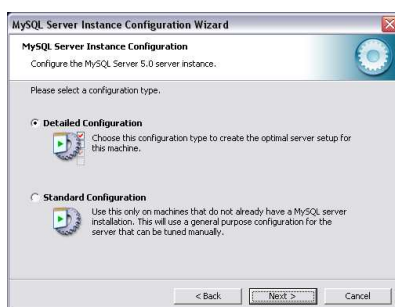 MySQL Server Instance Configuration Wizard
MySQL Server Instance Configuration
Configure the MySQL Server 5.0 server instance.
Please select a configuration type.
Detailed Configuration
Choose this configuration type to create the optimal server setup for
this machine.
Standard Configuration
Use this only on machines that do not already have a MySQL server
installation. This will use a general purpose configuration for the
server that can be tuned manually.
< Back
Next >
Cancel